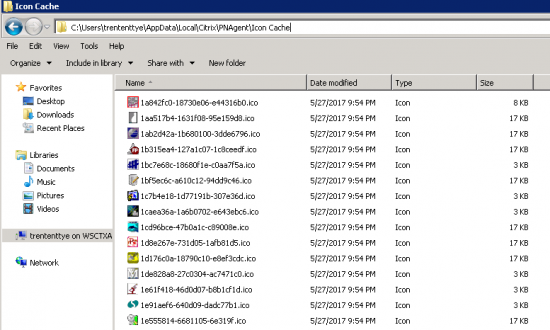 Icon Cache
C:\Users\trententtye\AppData\Local\Citrix\PNAgent\Icon Cache
File Edit View Tools Help
Organize Include in library Share with New folder
Name Date modified Type Size
Favorites
Desktop
Downloads
Recent Places
Libraries
Documents
Music
Pictures
Videos
trententtye on WSCTXA
Network
1a842fc0-18730e06-e44316b0.ico 5/27/2017 9:54 PM Icon 8 KB
1aa517b4-1631f08-95e159d8.ico 5/27/2017 9:54 PM Icon 17 KB
1ab2d42a-1b680100-3dde6796.ico 5/27/2017 9:54 PM Icon 17 KB
1b315ea4-127a1c07-1c8ceedf.ico 5/27/2017 9:54 PM Icon 17 KB
1bc7e68c-18680f1e-c0aa7f5a.ico 5/27/2017 9:54 PM Icon 3 KB
1bf5ec6c-a610c12-94dd9c46.ico 5/27/2017 9:54 PM Icon 17 KB
1c7b4e18-1d77191b-307e36d.ico 5/27/2017 9:54 PM Icon 3 KB
1caea36a-1a6b0702-e643ebc6.ico 5/27/2017 9:54 PM Icon 3 KB
1cd96bce-47b0a1c-c89008e.ico 5/27/2017 9:54 PM Icon 17 KB
1d8e267e-731d05-1afb81d5.ico 5/27/2017 9:54 PM Icon 17 KB
1d176c0a-18790c10-e8ef3cdc.ico 5/27/2017 9:54 PM Icon 17 KB
1de828a8-27c0304-ac7471c0.ico 5/27/2017 9:54 PM Icon 3 KB
1e61f418-46d0d07-b8b1cf1d.ico 5/27/2017 9:54 PM Icon 3 KB
1e91aef6-640d09-dadc77b1.ico 5/27/2017 9:54 PM Icon 3 KB
1e555814-6681105-6e319f.ico 5/27/2017 9:54 PM Icon 17 KB